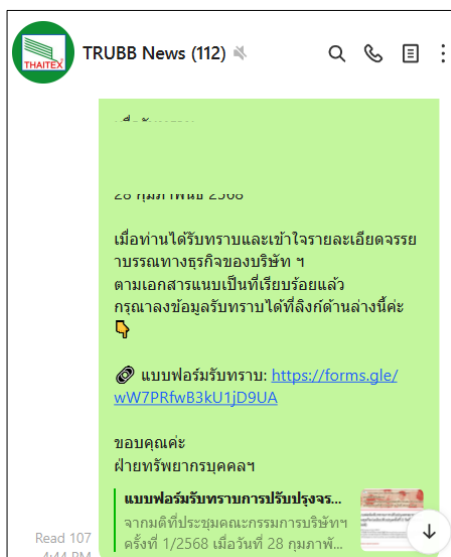 THAITEX
TRUBB News (112)
28 กุมภาพันธ์ 2568
เมื่อท่านได้รับทราบและเข้าใจรายละเอียดจรรย
าบรรณทางธุรกิจของบริษัท ฯ
ตามเอกสารแนบเป็นที่เรียบร้อยแล้ว
กรุณาลงข้อมูลรับทราบได้ที่ลิงก์ด้านล่างนี้ค่ะ
👇
🔗 แบบฟอร์มรับทราบ: https://forms.gle/
wW7PRfwB3kU1jD9UA
ขอบคุณค่ะ
ฝ่ายทรัพยากรบุคคลฯ
แบบฟอร์มรับทราบการปรับปรุงจร...
จากมติที่ประชุมคณะกรรมการบริษัทฯ
ครั้งที่ 1/2568 เมื่อวันที่ 28 กุมภาพั...
Read 107
4:44 PM